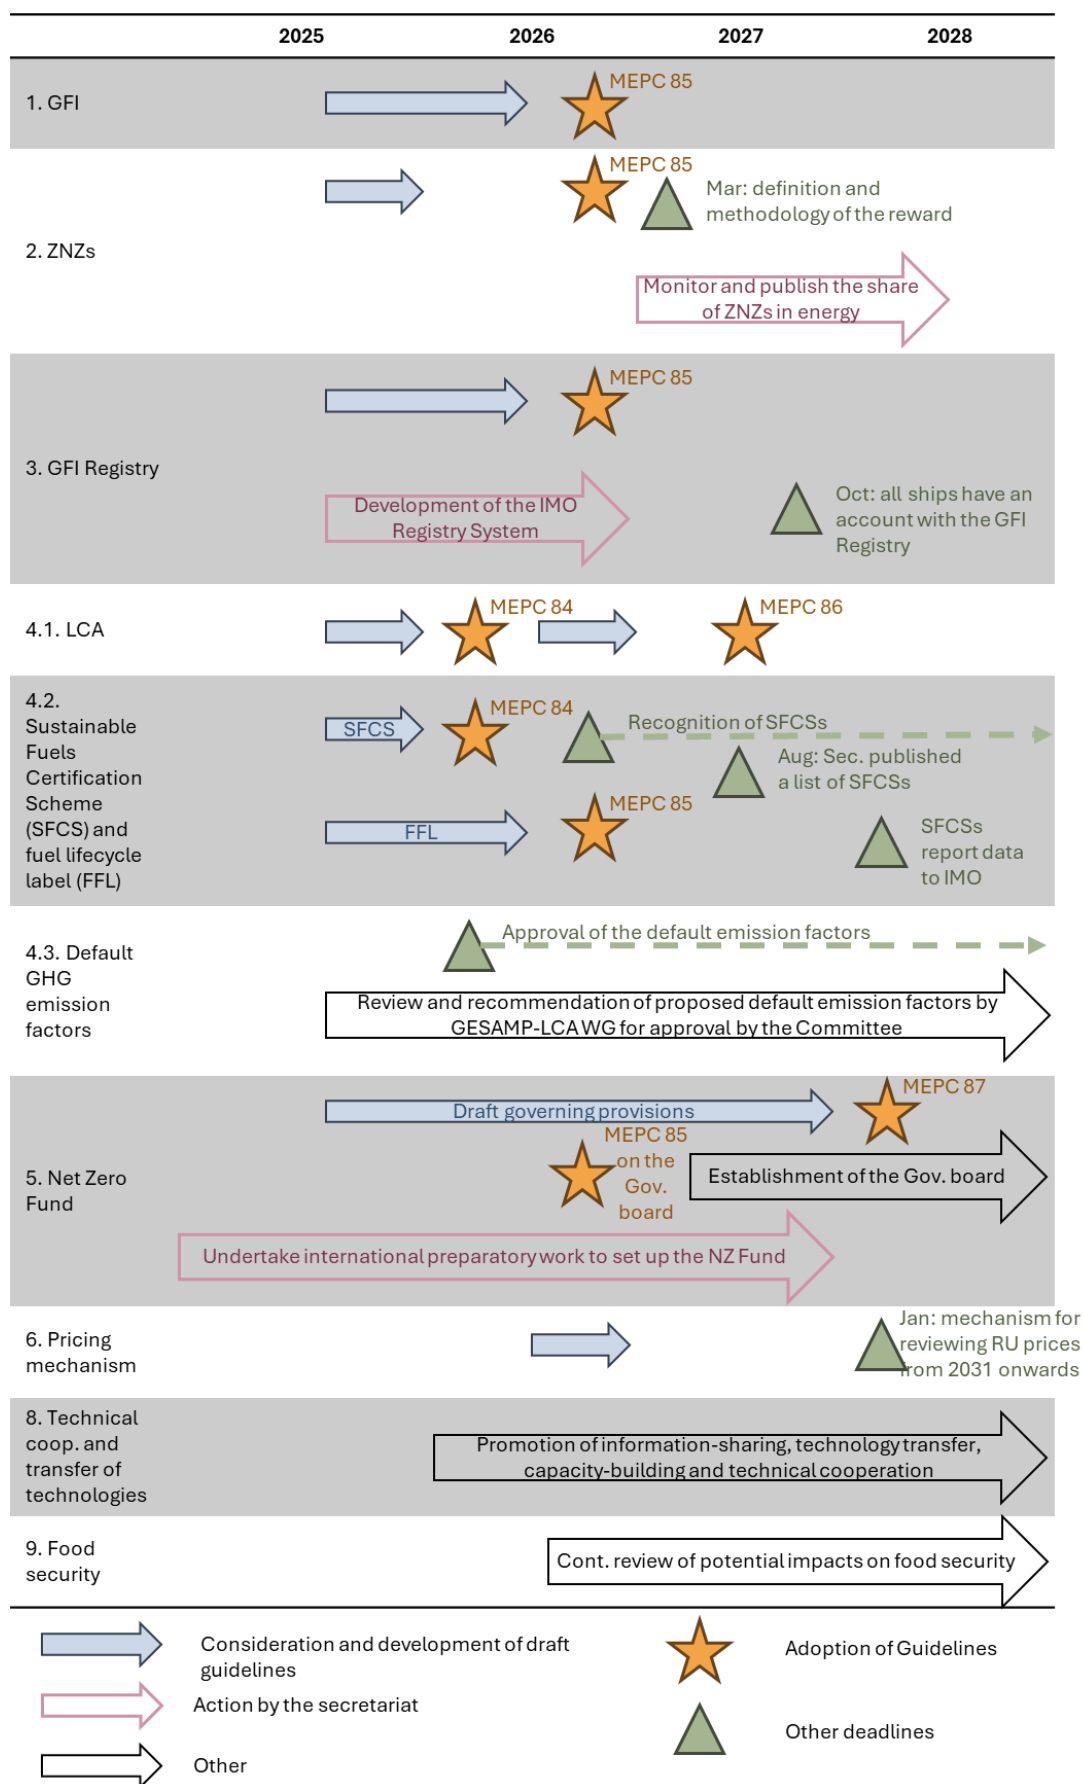 2025 2026 2027 2028
1. GFI
MEPC 85
2. ZNZs
MEPC 85
Mar: definition and
methodology of the reward
Monitor and publish the share
of ZNZs in energy
3. GFI Registry
MEPC 85
Development of the IMO
Registry System
Oct: all ships have an
account with the GFI
Registry
4.1. LCA
MEPC 84
MEPC 86
4.2.
Sustainable
Fuels
Certification
Scheme
(SFCS) and
fuel lifecycle
label (FFL)
SFCS
MEPC 84
Recognition of SFCSs
Aug: Sec. published
a list of SFCSs
FFL
MEPC 85
SFCSs
report data
to IMO
4.3. Default
GHG
emission
factors
Approval of the default emission factors
Review and recommendation of proposed default emission factors by
GESAMP-LCA WG for approval by the Committee
5. Net Zero
Fund
Draft governing provisions
MEPC 87
MEPC 85
on the
Gov.
board
Establishment of the Gov. board
Undertake international preparatory work to set up the NZ Fund
6. Pricing
mechanism
Jan: mechanism for
reviewing RU prices
from 2031 onwards
8. Technical
coop. and
transfer of
technologies
Promotion of information-sharing, technology transfer,
capacity-building and technical cooperation
9. Food
security
Cont. review of potential impacts on food security
Consideration and development of draft
guidelines
Adoption of Guidelines
Action by the secretariat
Other deadlines
Other